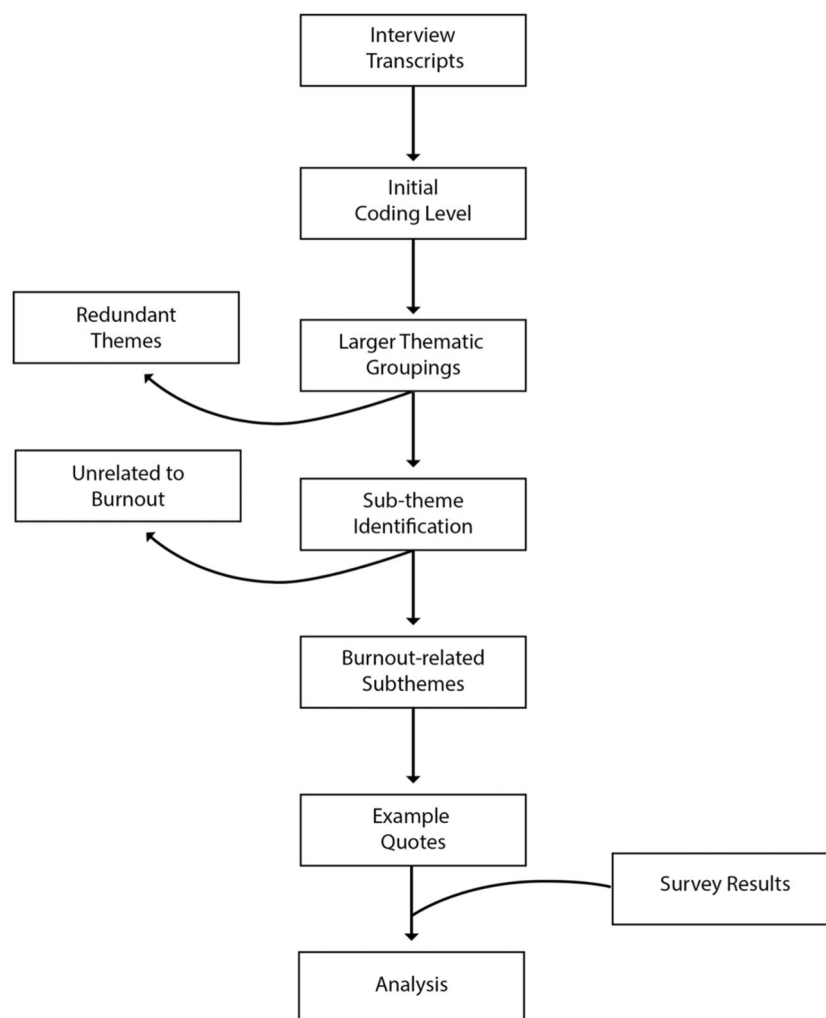 Interview
Transcripts
Initial
Coding Level
Redundant
Themes
Larger Thematic
Groupings
Unrelated to
Burnout
Sub-theme
Identification
Burnout-related
Subthemes
Example
Quotes
Survey Results
Analysis